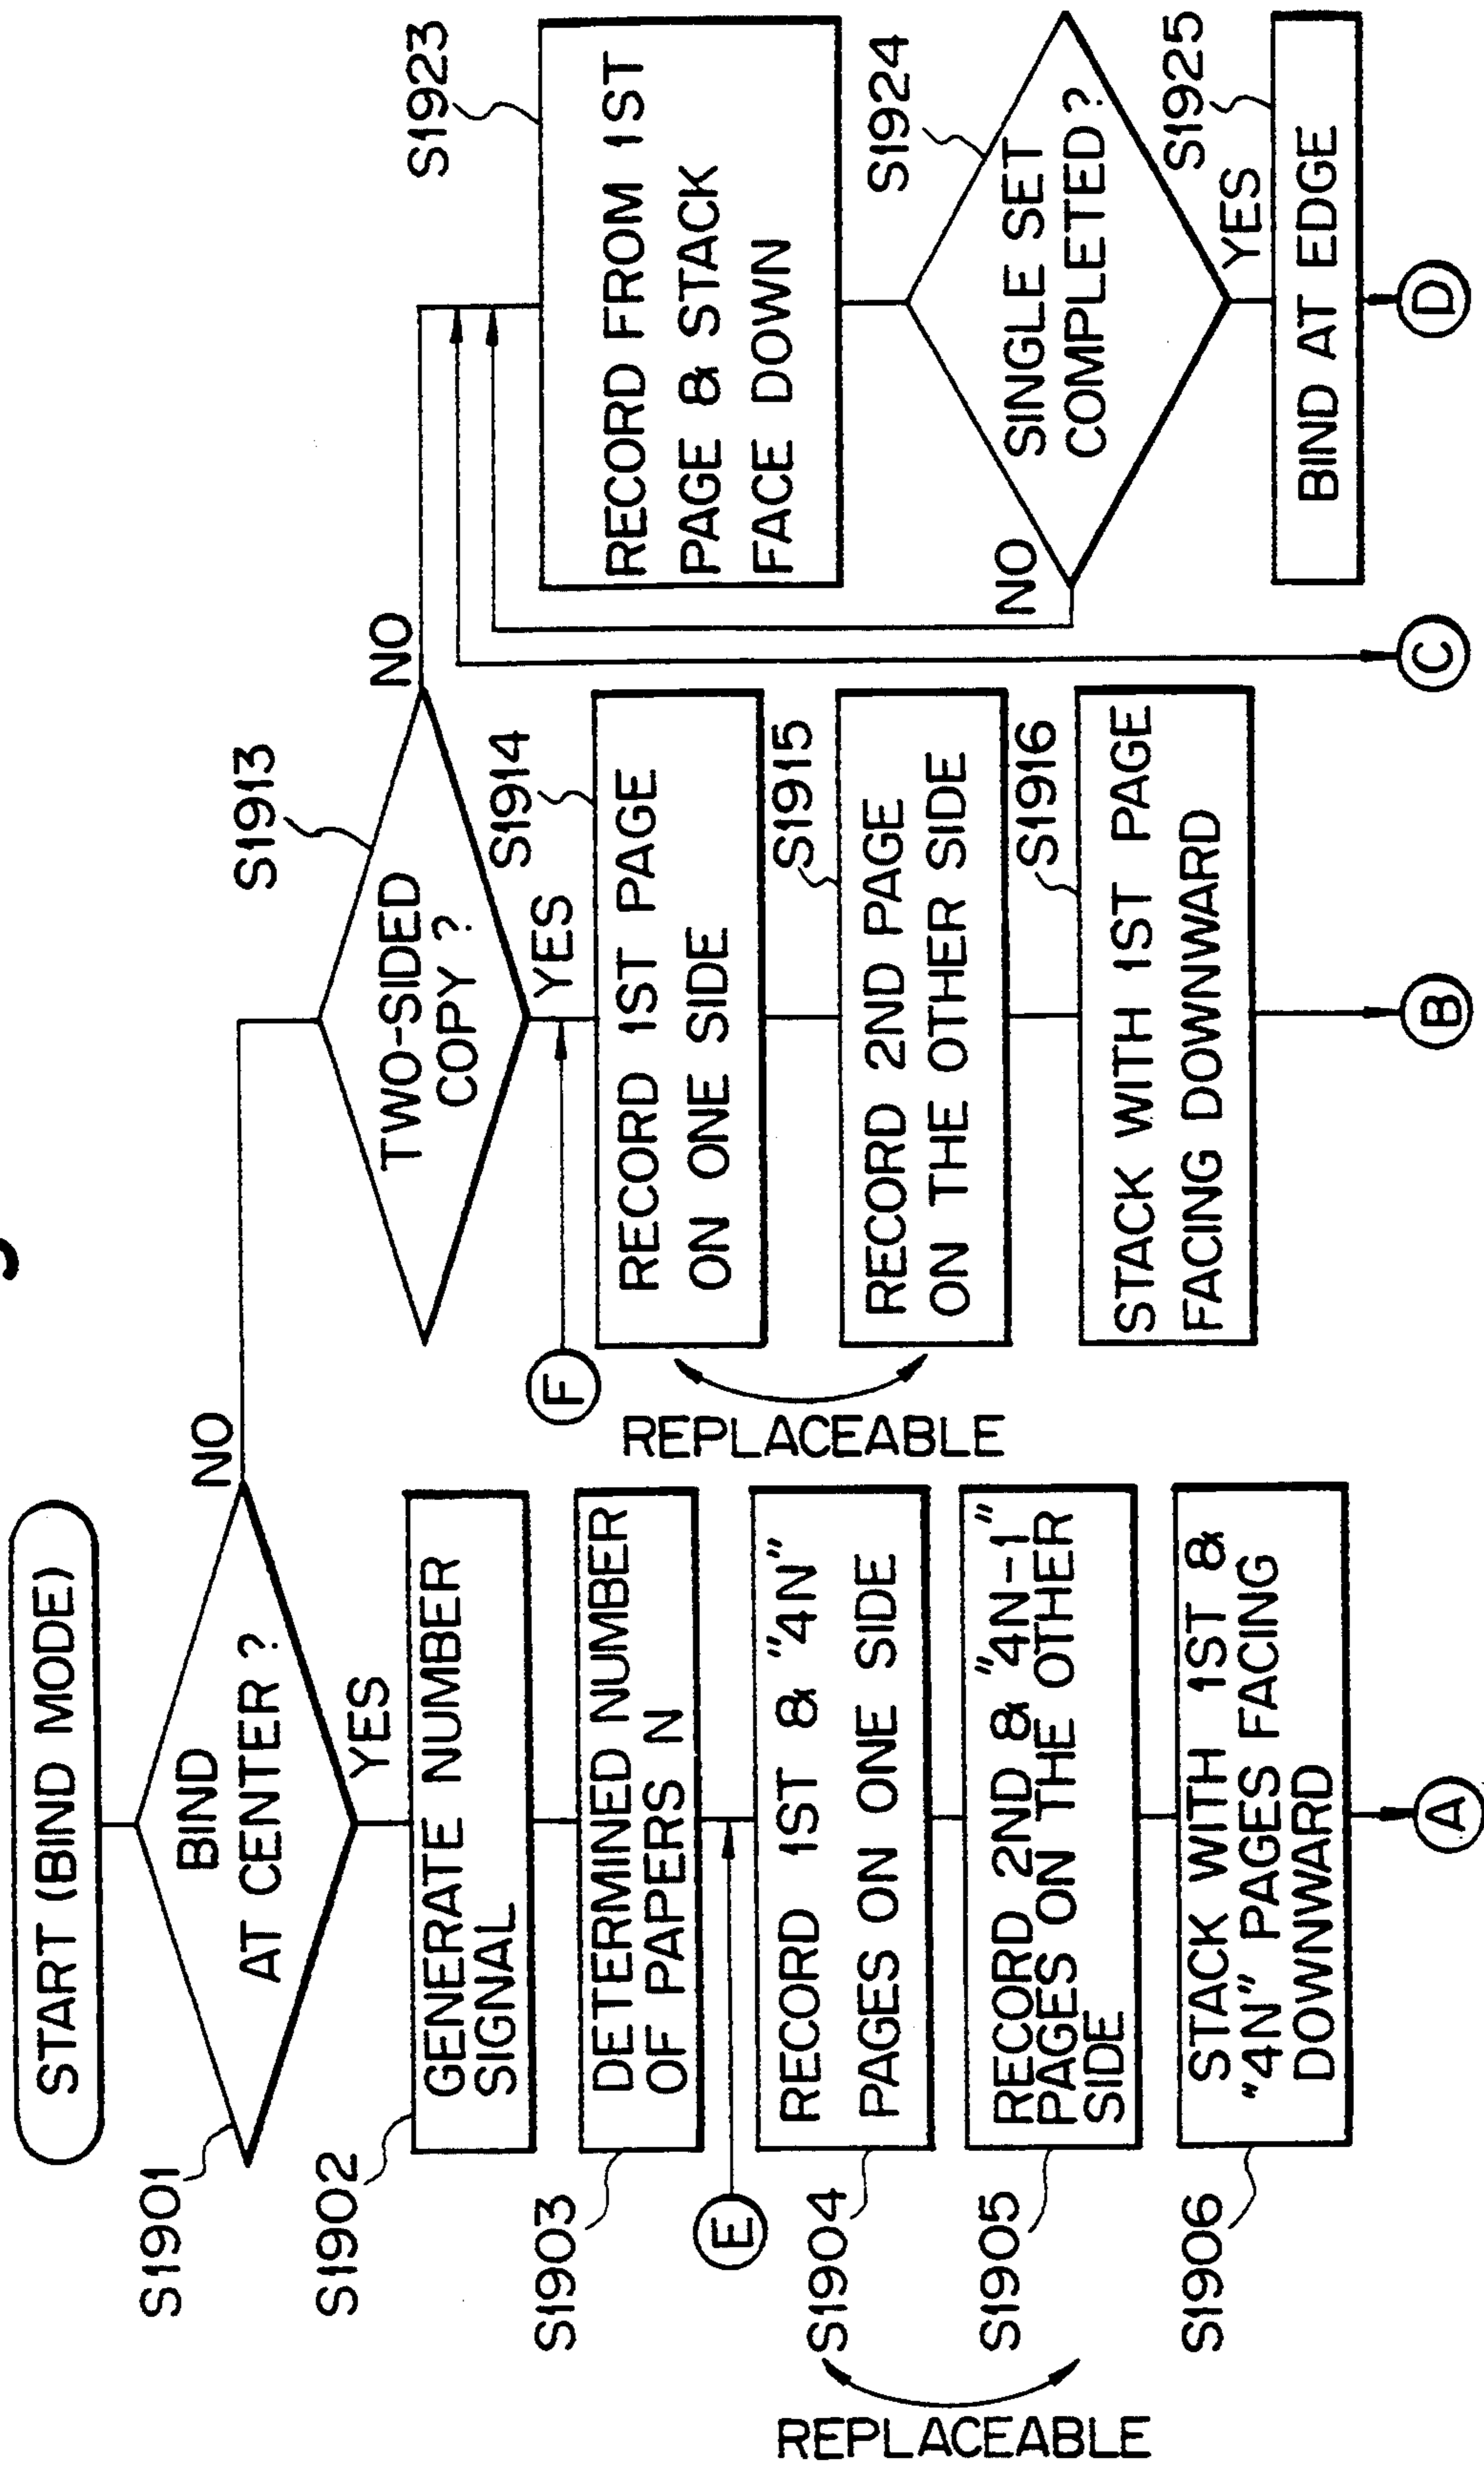 START (BIND MODE)
S1901
BIND
AT CENTER ?
NO
YES
S1902
GENERATE NUMBER
SIGNAL
S1903
DETERMINED NUMBER
OF PAPERS N
E
S1904
RECORD 1ST & "4N"
PAGES ON ONE SIDE
S1905
RECORD 2ND & "4N-1"
PAGES ON THE OTHER
SIDE
REPLACEABLE
S1906
STACK WITH 1ST &
"4N" PAGES FACING
DOWNWARD
A
S1913
TWO-SIDED
COPY ?
NO
YES
F
S1914
RECORD 1ST PAGE
ON ONE SIDE
S1915
RECORD 2ND PAGE
ON THE OTHER SIDE
REPLACEABLE
S1916
STACK WITH 1ST PAGE
FACING DOWNWARD
B
C
S1923
RECORD FROM 1ST
PAGE & STACK
FACE DOWN
S1924
SINGLE SET
COMPLETED ?
NO
YES
S1925
BIND AT EDGE
D